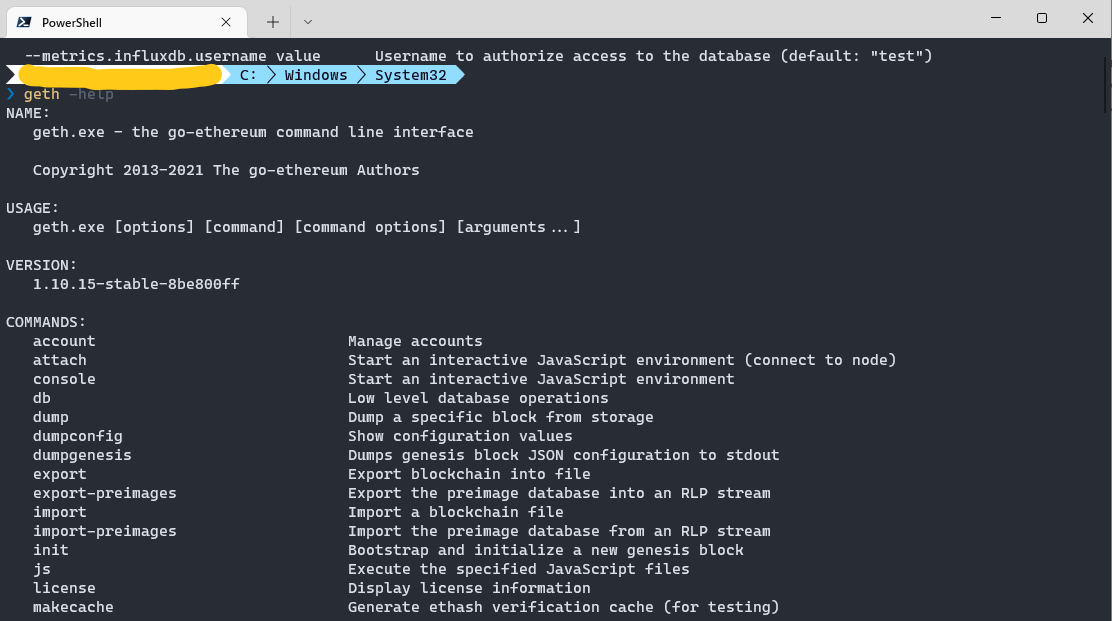 PowerShell
--metrics.influxdb.username value Username to authorize access to the database (default: "test")
C: Windows System32
❯ geth -help
NAME:
geth.exe - the go-ethereum command line interface
Copyright 2013-2021 The go-ethereum Authors
USAGE:
geth.exe [options] [command] [command options] [arguments...]
VERSION:
1.10.15-stable-8be800ff
COMMANDS:
account Manage accounts
attach Start an interactive JavaScript environment (connect to node)
console Start an interactive JavaScript environment
db Low level database operations
dump Dump a specific block from storage
dumpconfig Show configuration values
dumpgenesis Dumps genesis block JSON configuration to stdout
export Export blockchain into file
export-preimages Export the preimage database into an RLP stream
import Import a blockchain file
import-preimages Import the preimage database from an RLP stream
init Bootstrap and initialize a new genesis block
js Execute the specified JavaScript files
license Display license information
makecache Generate ethash verification cache (for testing)